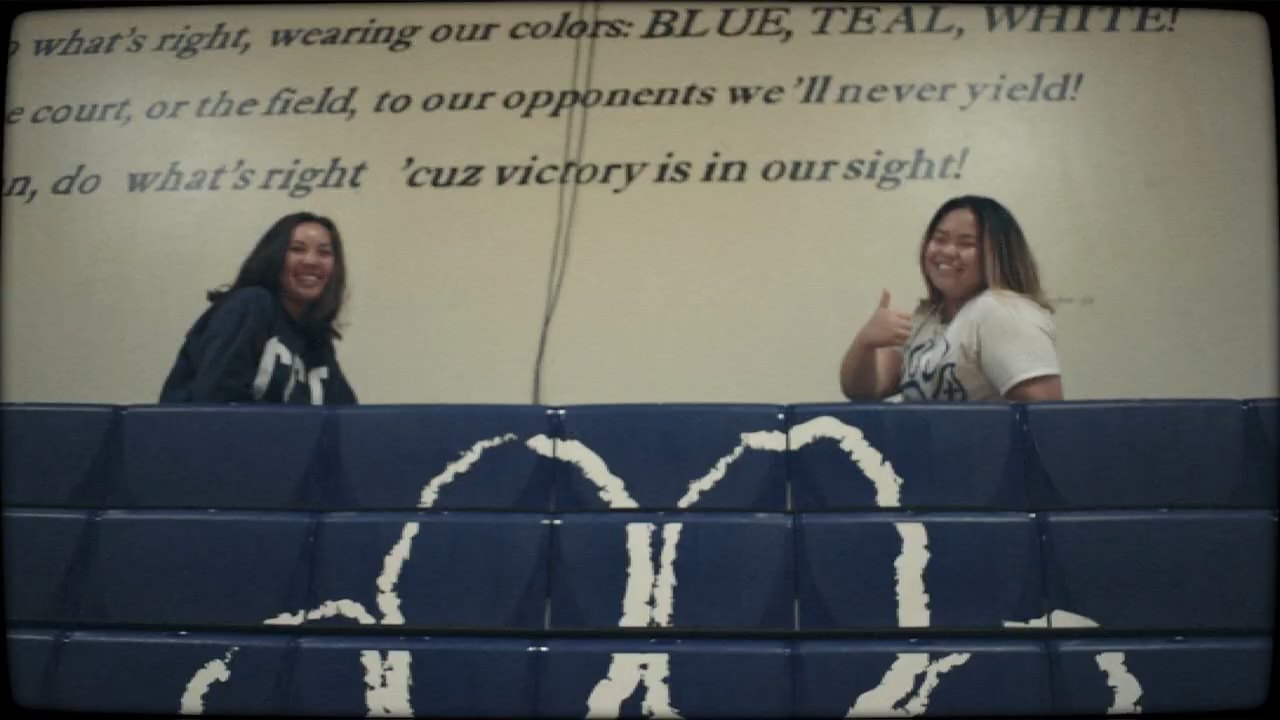 what's right, wearing our colors: BLUE, TEAL, WHITE!
court, or the field, to our opponents we'll never yield!
do what's right 'cuz victory is in our sight!